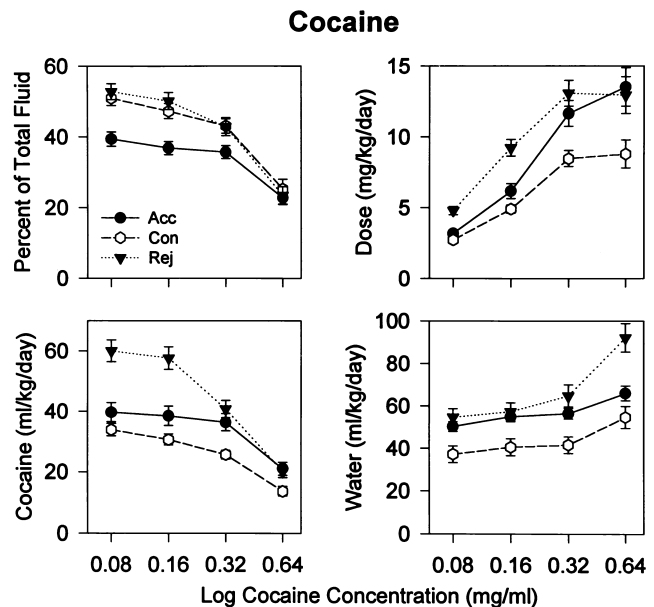 Cocaine
Percent of Total Fluid
60
40
20
0
Acc
Con
Rej
Dose (mg/kg/day)
15
10
5
0
Cocaine (ml/kg/day)
60
40
20
0
0.08 0.16 0.32 0.64
Water (ml/kg/day)
100
80
60
40
20
0
0.08 0.16 0.32 0.64
Log Cocaine Concentration (mg/ml)